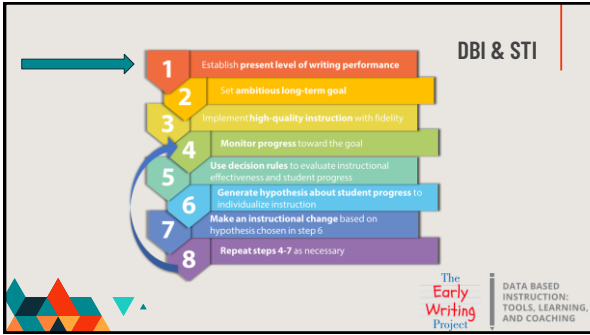 DBI & STI
1
Establish present level of writing performance
2
Set ambitious long-term goal
3
Implement high-quality instruction with fidelity
4
Monitor progress toward the goal
5
Use decision rules to evaluate instructional
effectiveness and student progress
6
Generate hypothesis about student progress to
individualize instruction
7
Make an instructional change based on
hypothesis chosen in step 6
8
Repeat steps 4-7 as necessary
The
Early
Writing
Project
DATA BASED
INSTRUCTION:
TOOLS, LEARNING,
AND COACHING